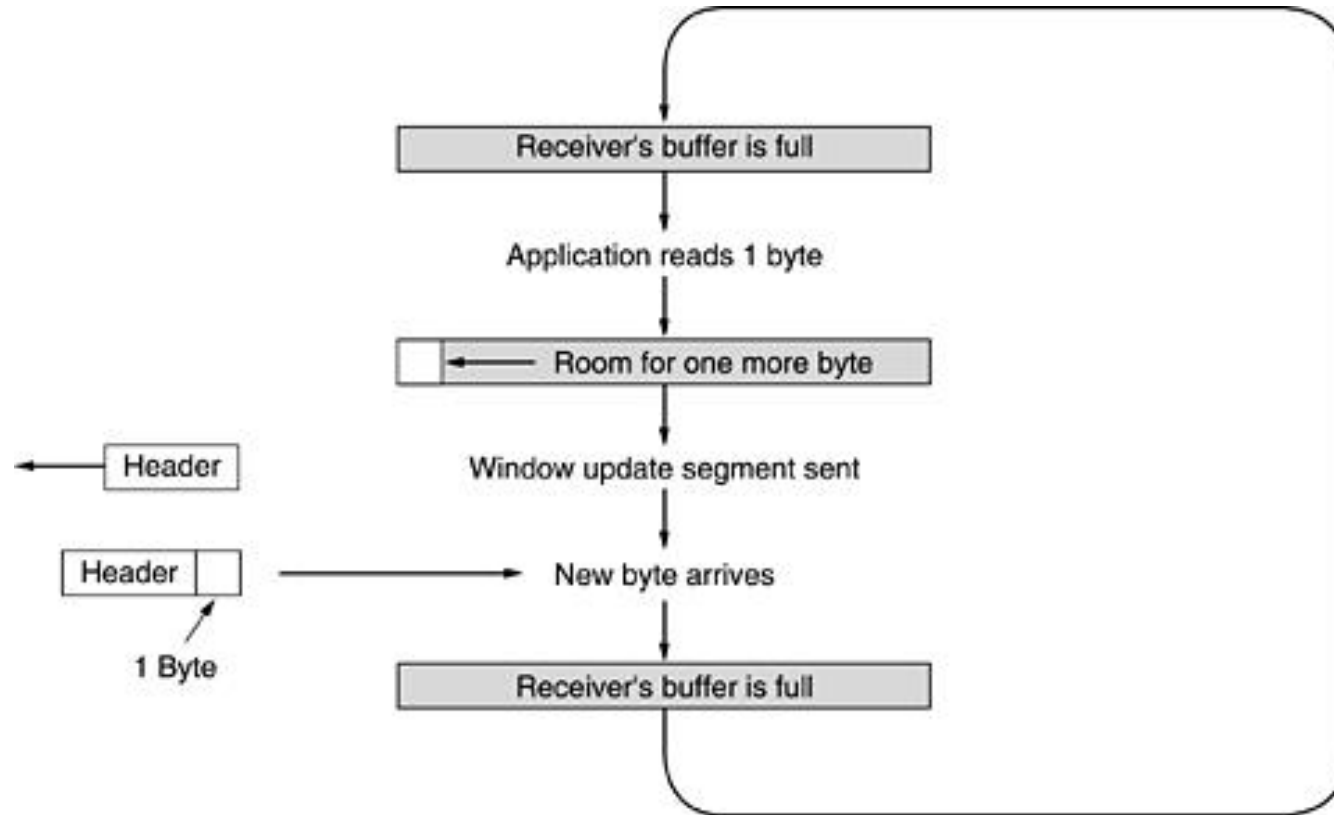 Receiver's buffer is full
Application reads 1 byte
Room for one more byte
Header
Window update segment sent
Header
New byte arrives
1 Byte
Receiver's buffer is full